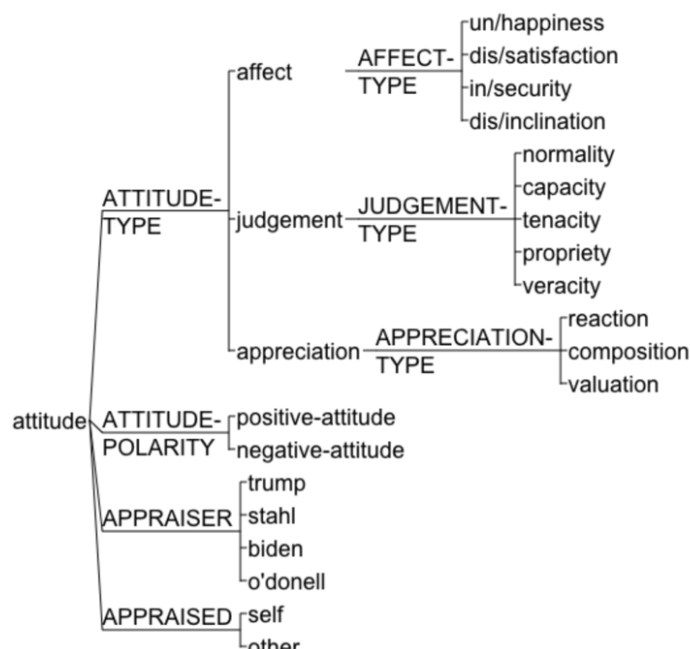 un/happiness
affect
AFFECT-
TYPE
dis/satisfaction
in/security
dis/inclination
normality
capacity
ATTITUDE-
TYPE
judgement
JUDGEMENT-
TYPE
tenacity
propriety
veracity
reaction
appreciation
APPRECIATION-
TYPE
composition
valuation
attitude
ATTITUDE-
POLARITY
positive-attitude
negative-attitude
trump
APPRAISER
stahl
biden
o'donell
APPRAISED
self
other